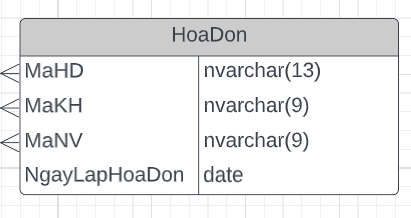 HoaDon
MaHD nvarchar(13)
MaKH nvarchar(9)
MaNV nvarchar(9)
NgayLapHoaDon date